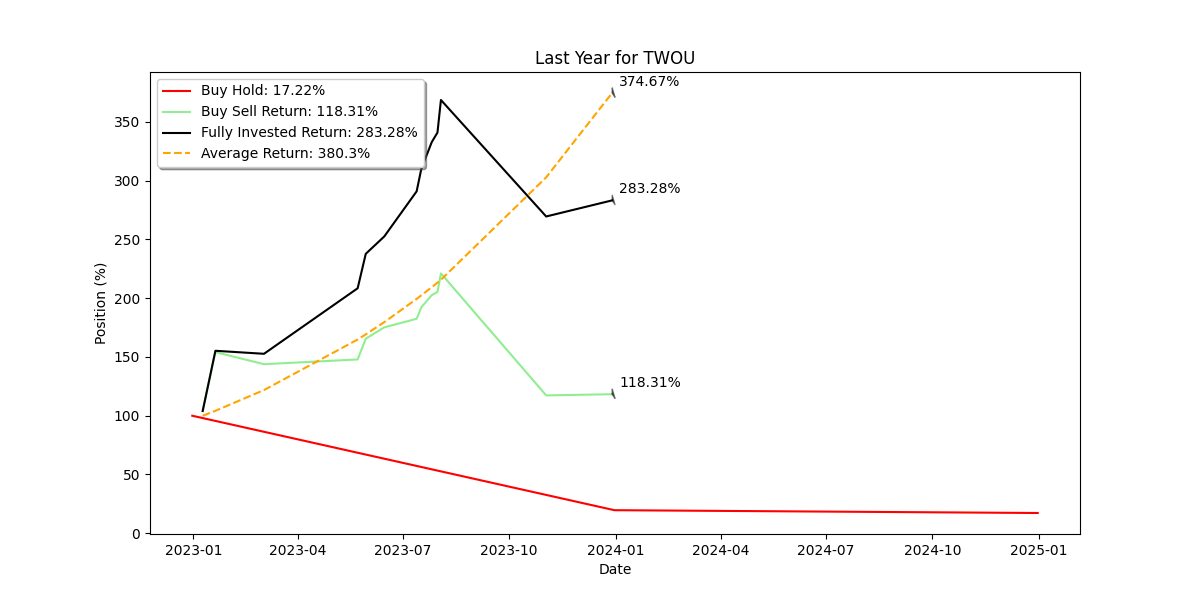 Last Year for TWOU
Buy Hold: 17.22%
Buy Sell Return: 118.31%
Fully Invested Return: 283.28%
Average Return: 380.3%
374.67%
283.28%
118.31%
Position (%)
350
300
250
200
150
100
50
0
2023-01 2023-04 2023-07 2023-10 2024-01 2024-04 2024-07 2024-10 2025-01
Date